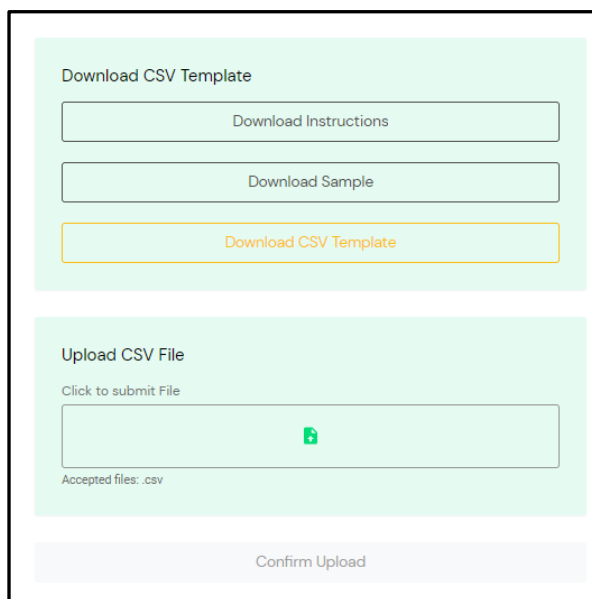 Download CSV Template
Download Instructions
Download Sample
Download CSV Template
Upload CSV File
Click to submit File
Accepted files: .csv
Confirm Upload